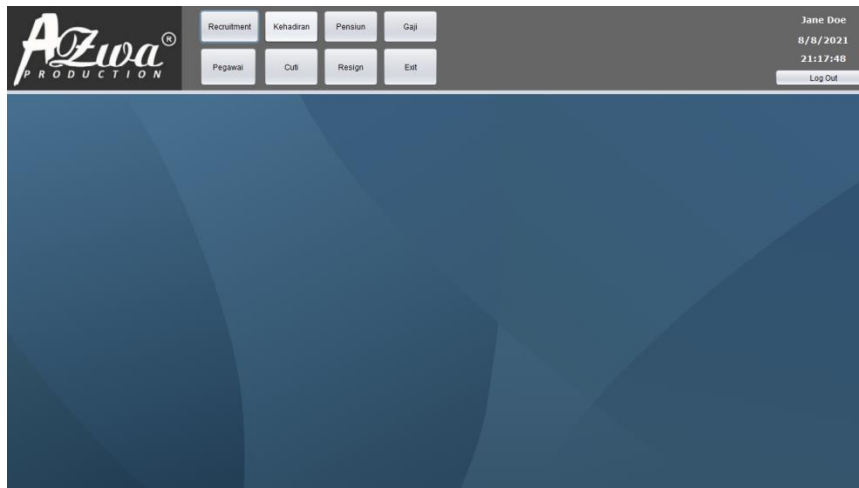 AZwa®
PRODUCTION
Recruitment Kehadiran Pensiun Gaji
Pegawai Cuti Resign Exit
Jane Doe
8/8/2021
21:17:48
Log Out